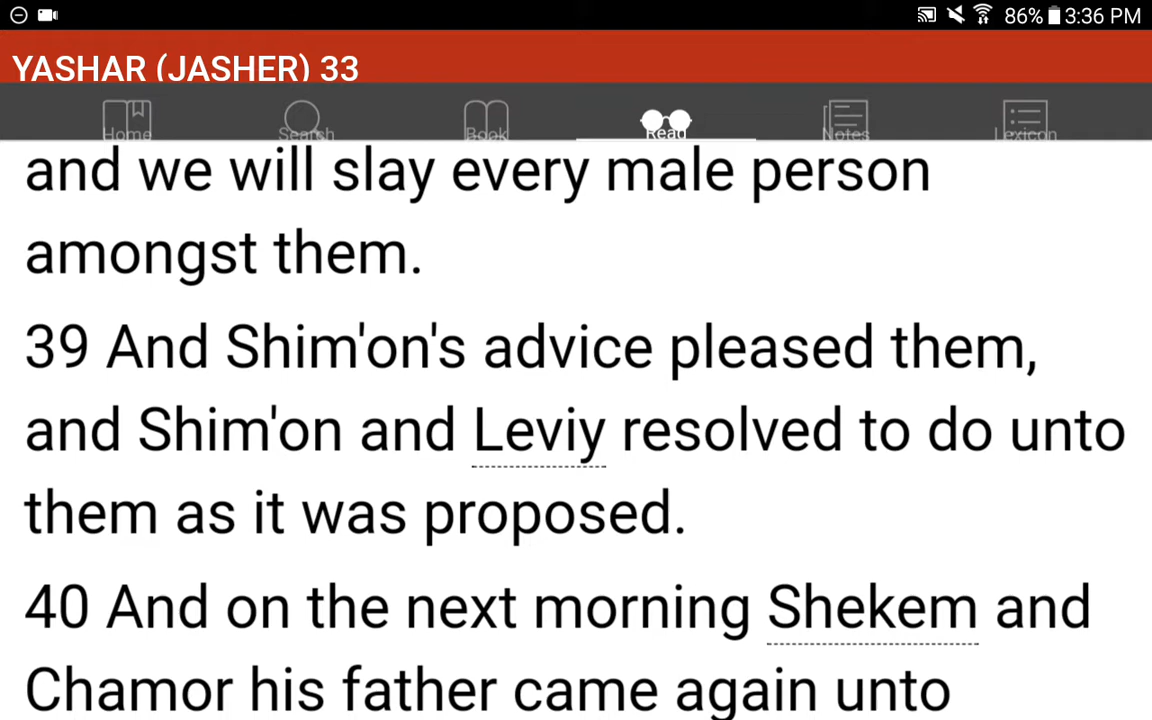 86% 3:36 PM
YASHAR (JASHER) 33
Home Search Book Read Notes Lexicon
and we will slay every male person
amongst them.
39 And Shim'on's advice pleased them,
and Shim'on and Leviy resolved to do unto
them as it was proposed.
40 And on the next morning Shekem and
Chamor his father came again unto